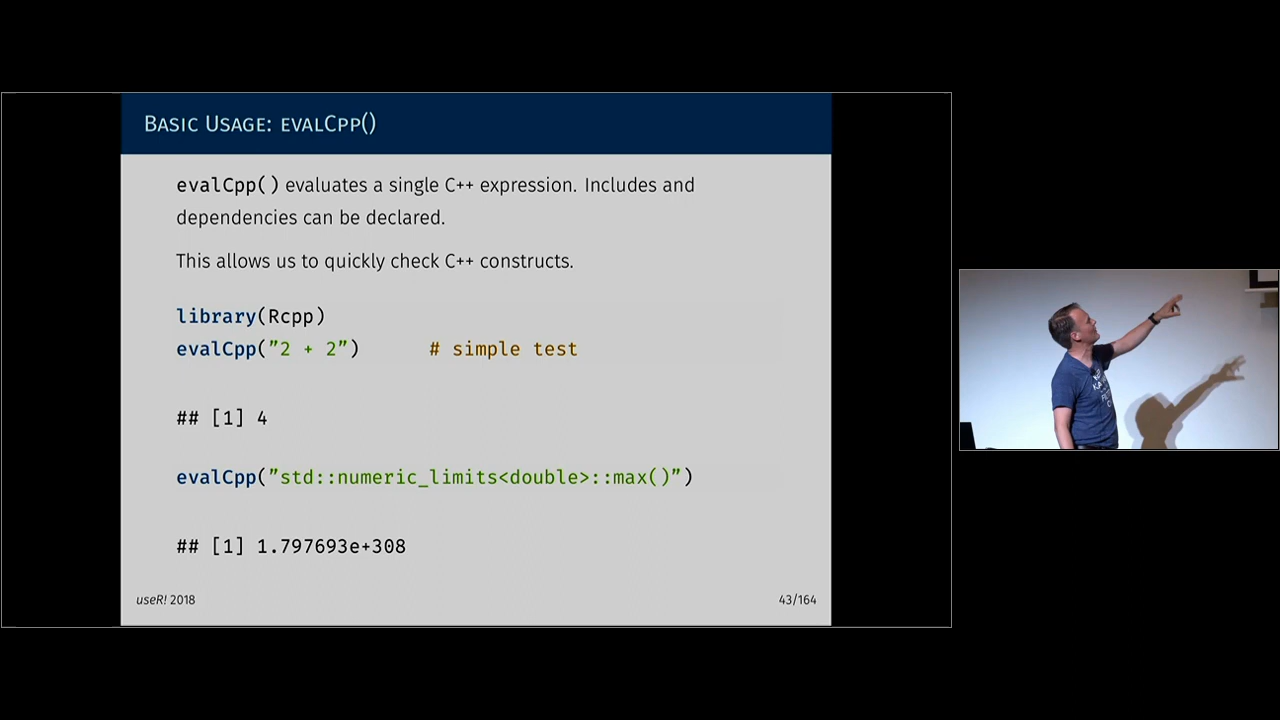 BASIC USAGE: EVALCPP()
evalCpp() evaluates a single C++ expression. Includes and
dependencies can be declared.
This allows us to quickly check C++ constructs.
library(Rcpp)
evalCpp("2 + 2") # simple test
## [1] 4
evalCpp("std::numeric_limits<double>::max()")
## [1] 1.797693e+308
useR! 2018
43/164